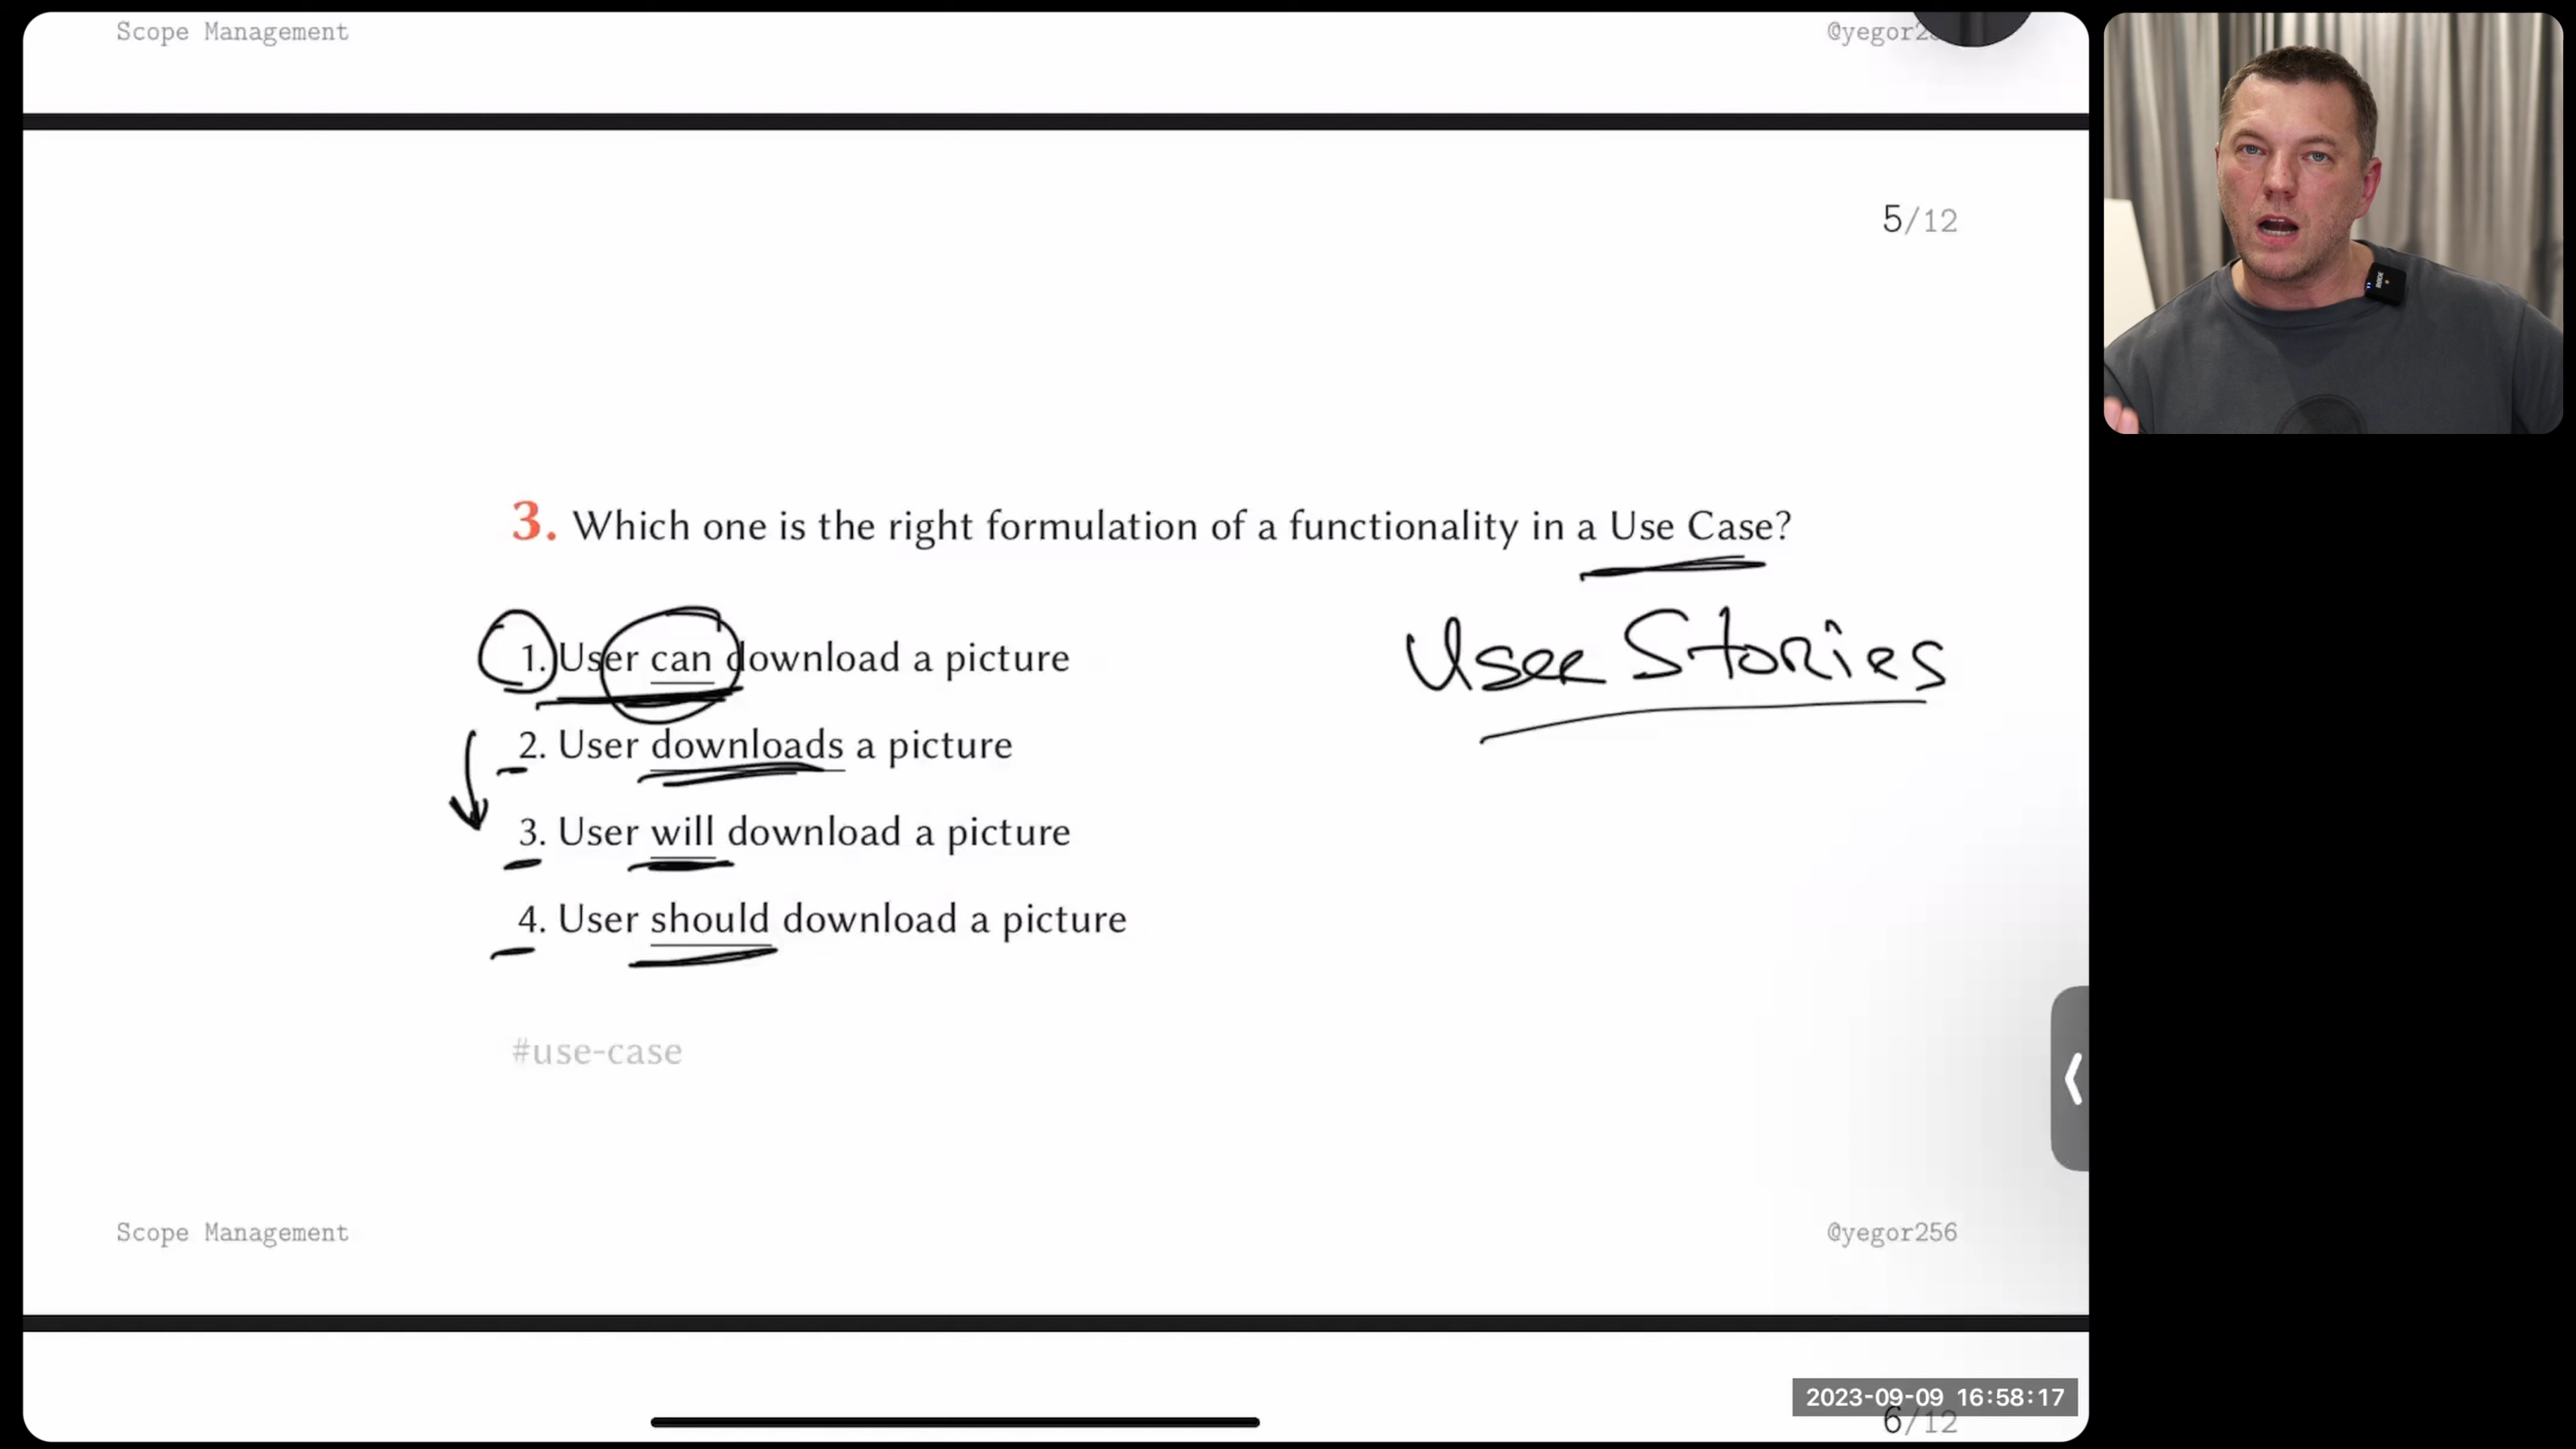 Scope Management
5/12
3. Which one is the right formulation of a functionality in a Use Case?
User Stories
1. User can download a picture
2. User downloads a picture
3. User will download a picture
4. User should download a picture
#use-case
Scope Management @yegor256
2023-09-09 16:58:17
6/12